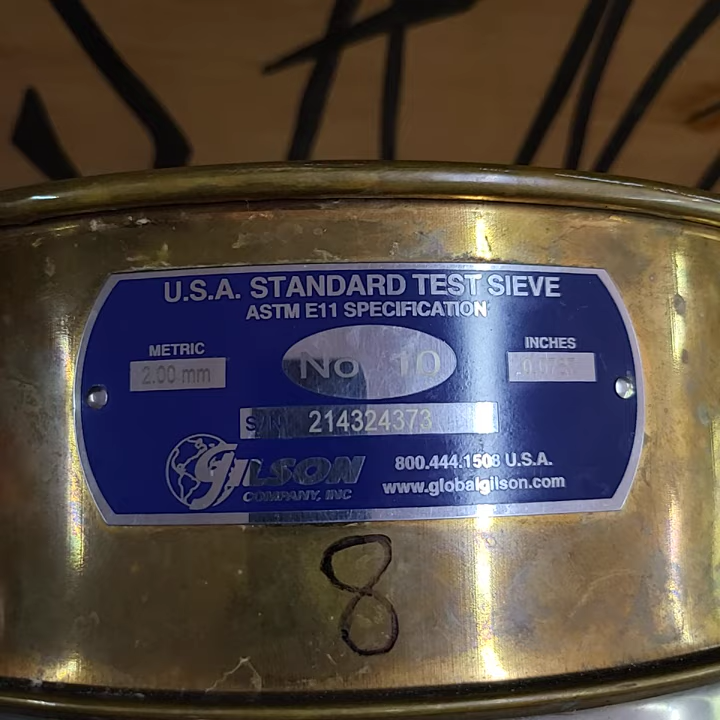 U.S.A. STANDARD TEST SIEVE
ASTM E11 SPECIFICATION
METRIC
2.00 mm
No 10
INCHES
S/N 214324373
GILSON
COMPANY, INC
800.444.1508 U.S.A.
www.globalgilson.com
8